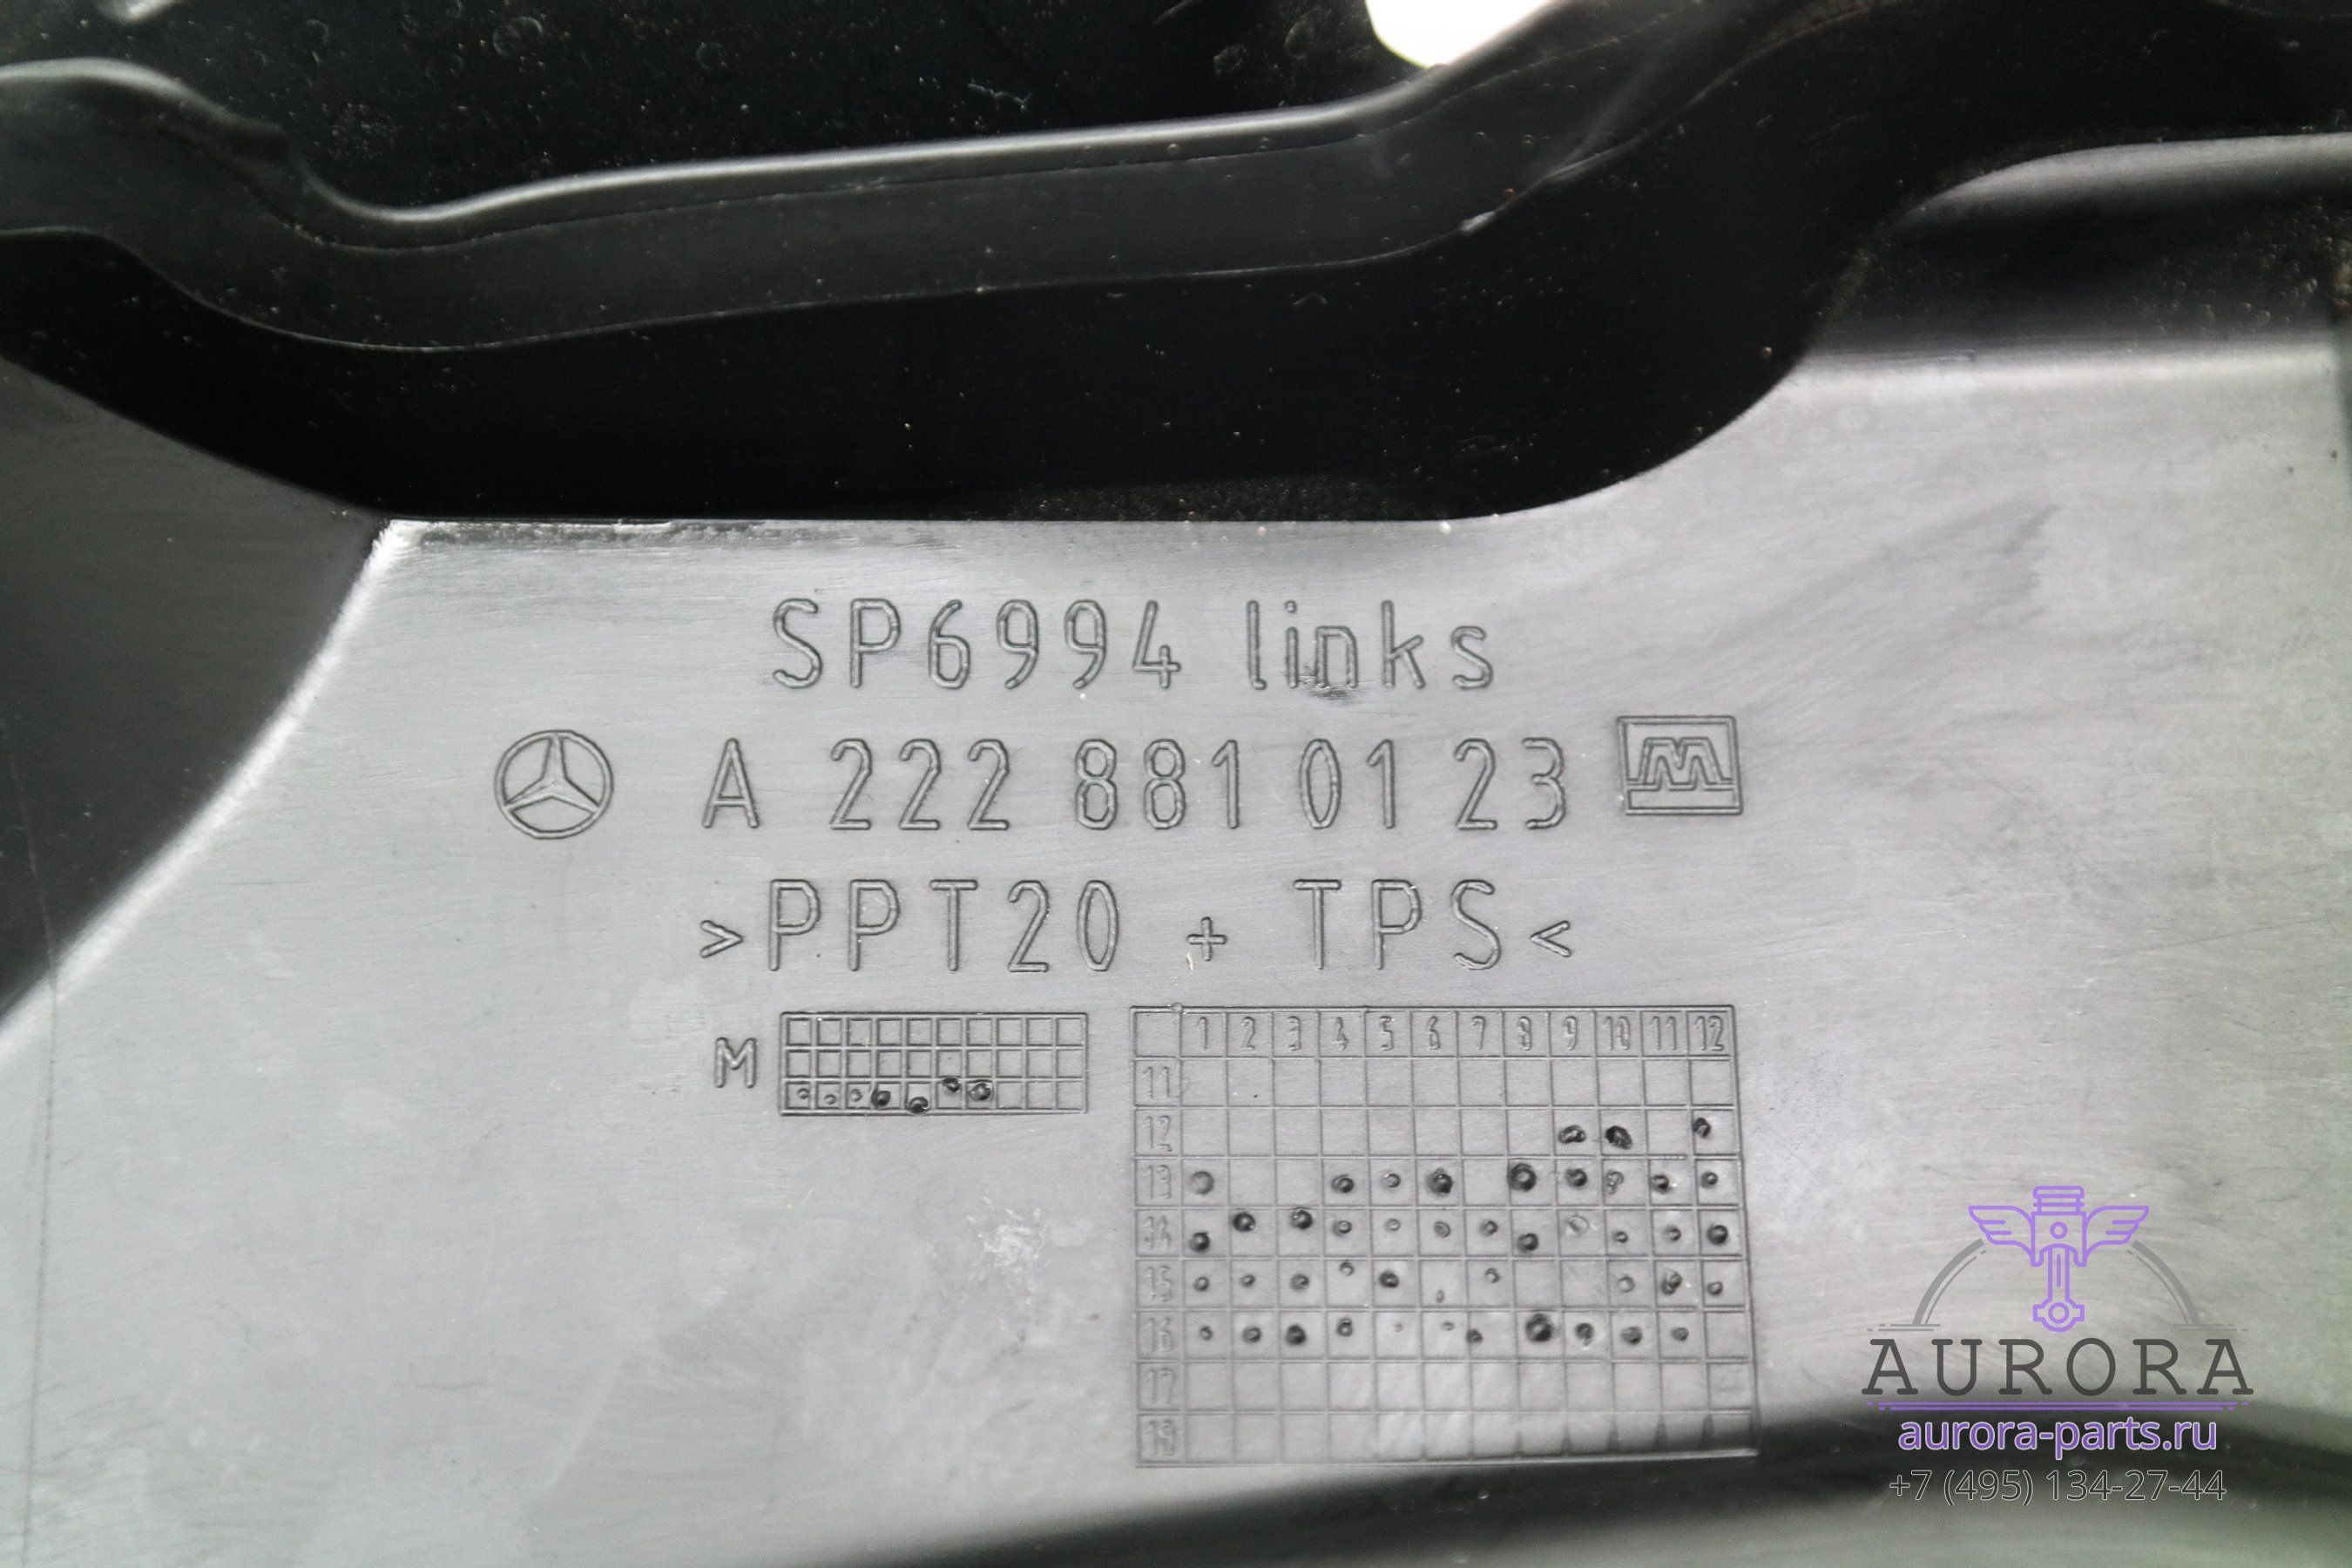 SP6994 links
A 222 881 01 23
>PPT20 + TPS<
M
1 2 3 4 5 6 7 8 9 10 11 12
11
12
13
14
15
16
17
18
AURORA
aurora-parts.ru
+7 (495) 134-27-44